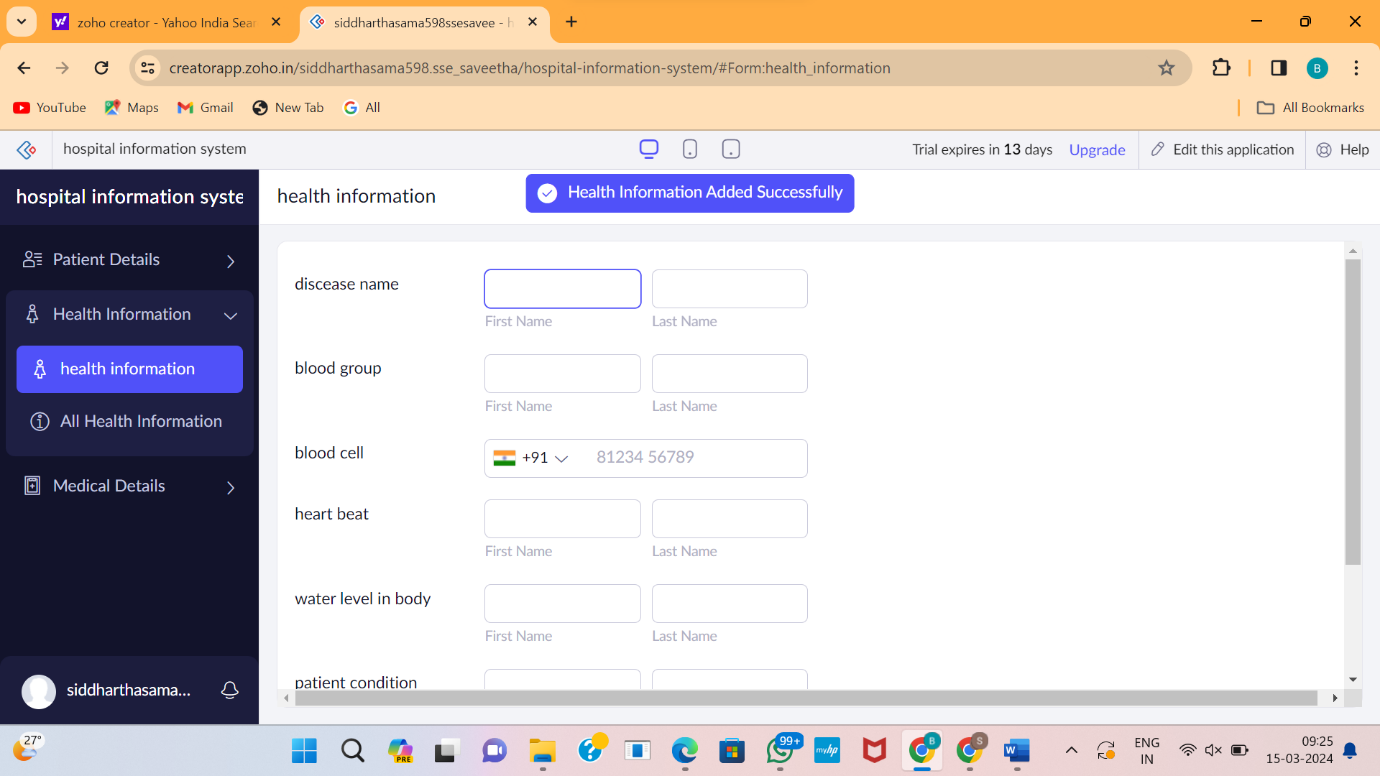 zoho creator - Yahoo India Sear
siddharthasama598ssesavee - h
creatorapp.zoho.in/siddharthasama598.sse_saveetha/hospital-information-system/#Form:health_information
B
YouTube
Maps
Gmail
New Tab
All
All Bookmarks
hospital information system
Trial expires in 13 days
Upgrade
Edit this application
Help
hospital information syste
health information
Health Information Added Successfully
Patient Details
Health Information
health information
All Health Information
Medical Details
siddharthasama...
discease name
First Name
Last Name
blood group
First Name
Last Name
blood cell
+91
81234 56789
heart beat
First Name
Last Name
water level in body
First Name
Last Name
patient condition
27°
PRE
99+
myhp
B
S
W
ENG
IN
09:25
15-03-2024